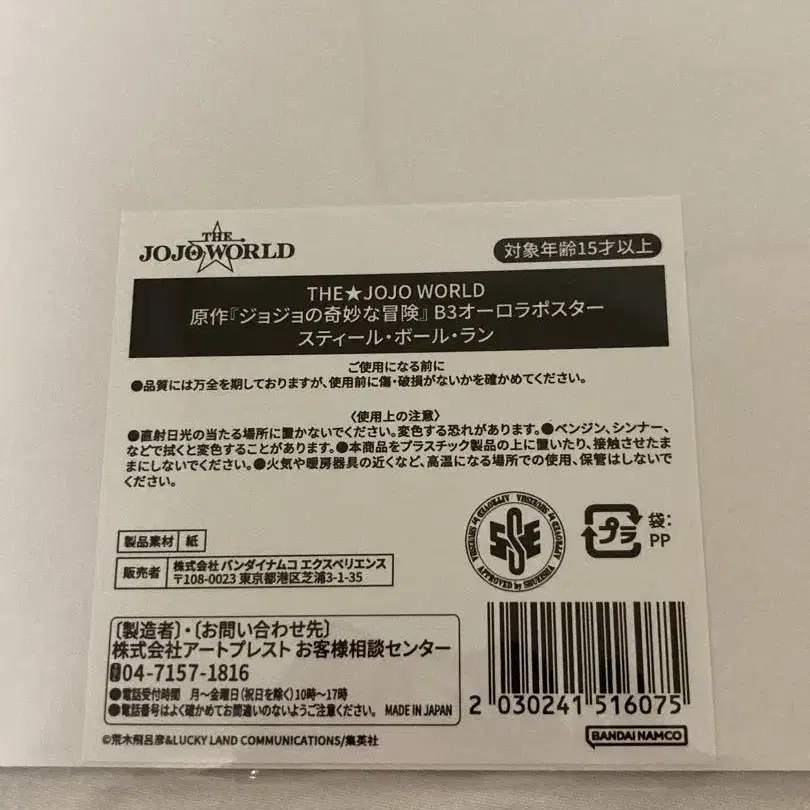 THE
JOJO WORLD
対象年齢15才以上
THE★JOJO WORLD
原作『ジョジョの奇妙な冒険』B3オーロラポスター
スティール・ボール・ラン
ご使用になる前に
●品質には万全を期しておりますが、使用前に傷・破損がないかを確かめてください。
〈使用上の注意〉
●直射日光の当たる場所に置かないでください。変色する恐れがあります。●ベンジン、シンナー、
などで拭くと変色することがあります。●本商品をプラスチック製品の上に置いたり、接触させたま
まにしないでください。●火気や暖房器具の近くなど、高温になる場所での使用、保管はしないで
ください。
製品素材 紙
販売者 株式会社 バンダイナムコ エクスペリエンス
〒108-0023 東京都港区芝浦3-1-35
APPROVED by SHUEISHA APPROVED by SHUEISHA APPROVED by SHUEISHA
SSE
プラ
袋:
PP
〔製造者〕・〔お問い合わせ先〕
株式会社アートプレスト お客様相談センター
04-7157-1816
●電話受付時間 月〜金曜日(祝日を除く)10時〜17時
●電話番号はよく確かめてお間違いのないようご注意ください。 MADE IN JAPAN
2 030241 516075
©荒木飛呂彦&LUCKY LAND COMMUNICATIONS/集英社
BANDAI NAMCO